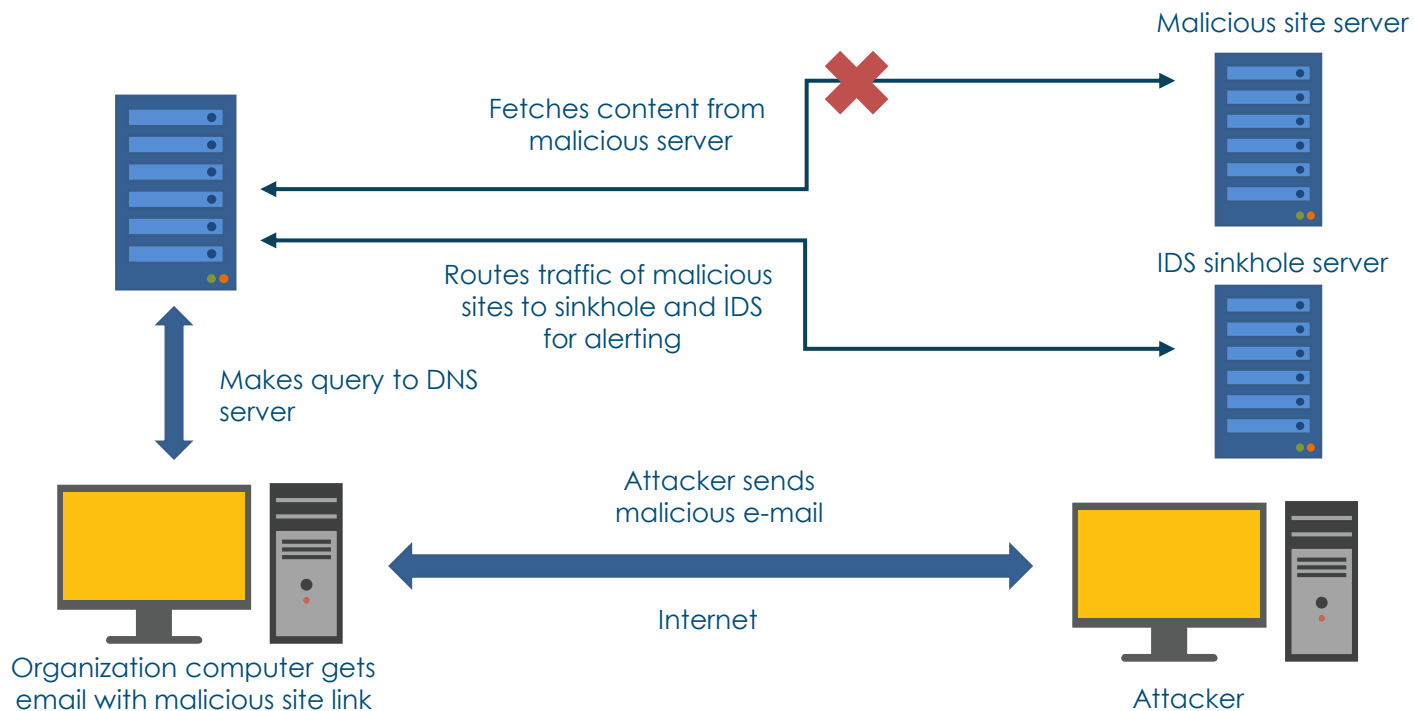 Malicious site server
Fetches content from
malicious server
IDS sinkhole server
Routes traffic of malicious
sites to sinkhole and IDS
for alerting
Makes query to DNS
server
Attacker sends
malicious e-mail
Internet
Organization computer gets
email with malicious site link
Attacker